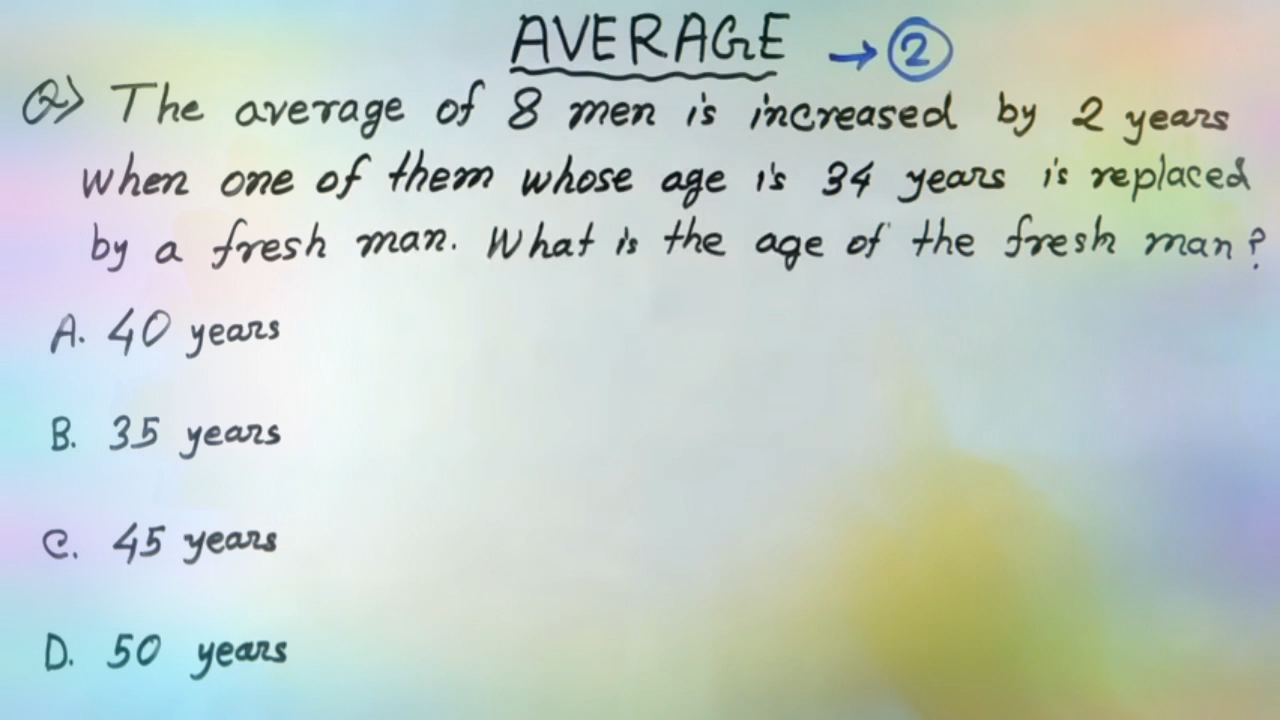 AVERAGE → ②
Q> The average of 8 men is increased by 2 years
when one of them whose age is 34 years is replaced
by a fresh man. What is the age of the fresh man?
A. 40 years
B. 35 years
C. 45 years
D. 50 years